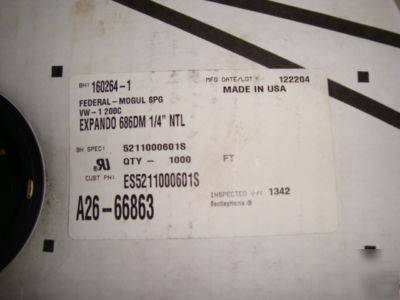 BH: 160264-1
MFG DATE/LOT # 122204
FEDERAL-MOGUL SPG
MADE IN USA
VW-1 200C
EXPANDO 686DM 1/4" NTL
BH SPEC: 5211000601S
QTY - 1000 FT
CUST PN: ES5211000601S
INSPECTED 1342
A26-66863
BentleyHarris ®